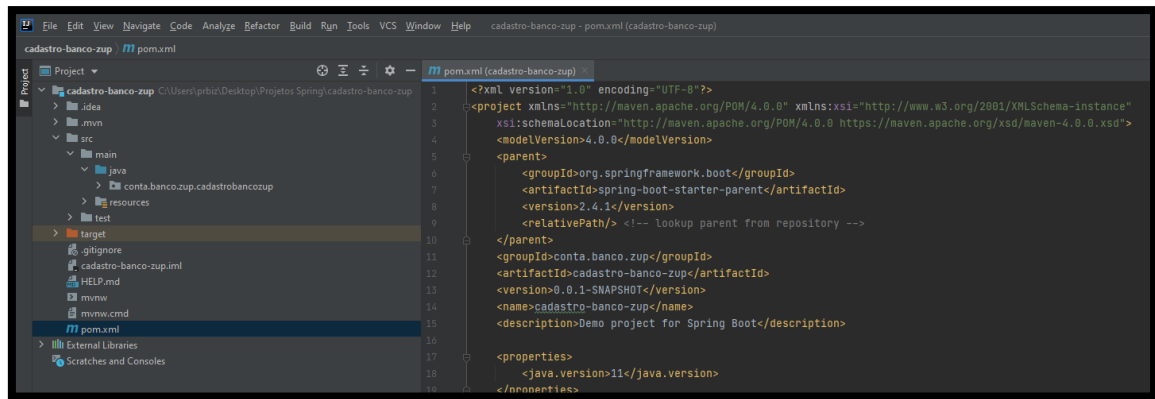 File Edit View Navigate Code Analyze Refactor Build Run Tools VCS Window Help cadastro-banco-zup - pom.xml (cadastro-banco-zup)
cadastro-banco-zup m pom.xml
Project
Project
cadastro-banco-zup C:\Users\prbiz\Desktop\Projetos Spring\cadastro-banco-zup
.idea
.mvn
src
main
java
conta.banco.zup.cadastrobancozup
resources
test
target
.gitignore
cadastro-banco-zup.iml
HELP.md
mvnw
mvnw.cmd
m pom.xml
External Libraries
Scratches and Consoles
m pom.xml (cadastro-banco-zup)
1 <?xml version="1.0" encoding="UTF-8"?>
2 <project xmlns="http://maven.apache.org/POM/4.0.0" xmlns:xsi="http://www.w3.org/2001/XMLSchema-instance"
3 xsi:schemaLocation="http://maven.apache.org/POM/4.0.0 https://maven.apache.org/xsd/maven-4.0.0.xsd">
4 <modelVersion>4.0.0</modelVersion>
5 <parent>
6 <groupId>org.springframework.boot</groupId>
7 <artifactId>spring-boot-starter-parent</artifactId>
8 <version>2.4.1</version>
9 <relativePath/> <!-- lookup parent from repository -->
10 </parent>
11 <groupId>conta.banco.zup</groupId>
12 <artifactId>cadastro-banco-zup</artifactId>
13 <version>0.0.1-SNAPSHOT</version>
14 <name>cadastro-banco-zup</name>
15 <description>Demo project for Spring Boot</description>
16
17 <properties>
18 <java.version>11</java.version>
19 </properties>